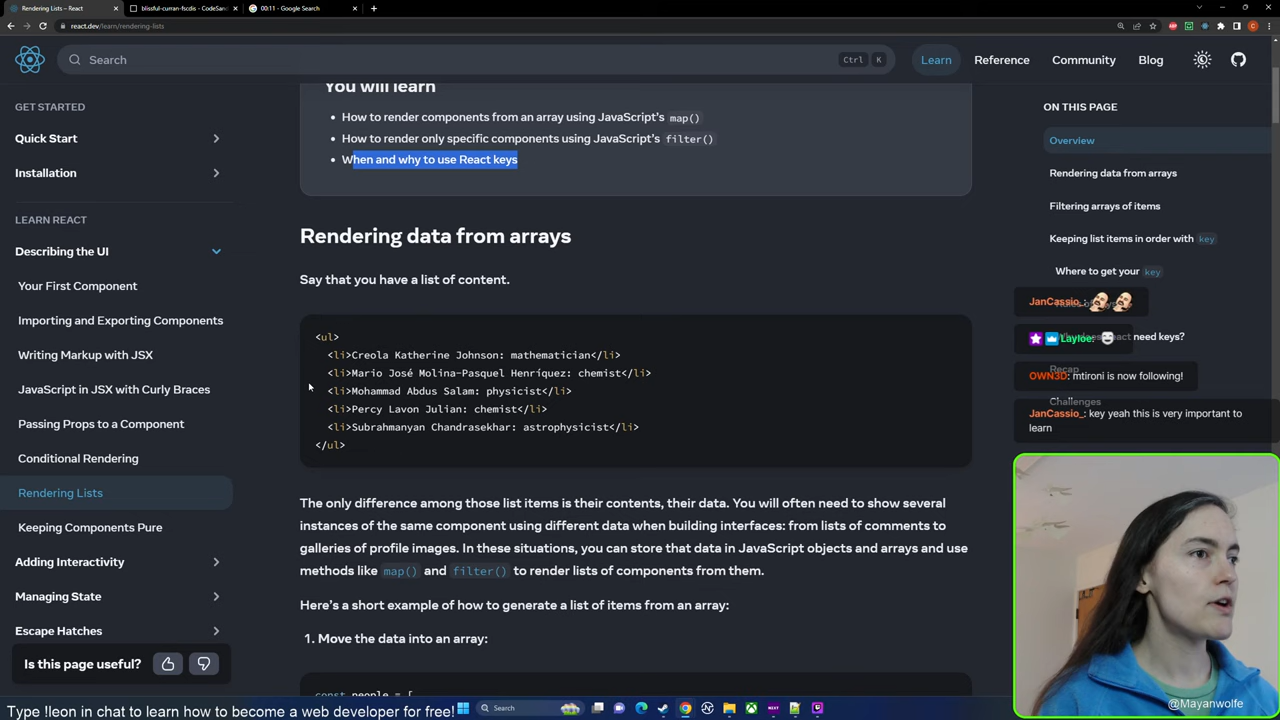 Rendering Lists – React
blissful-curran-fscdis - CodeSan
00:11 - Google Search
react.dev/learn/rendering-lists
Search
Ctrl K
Learn
Reference
Community
Blog
GET STARTED
Quick Start
Installation
LEARN REACT
Describing the UI
Your First Component
Importing and Exporting Components
Writing Markup with JSX
JavaScript in JSX with Curly Braces
Passing Props to a Component
Conditional Rendering
Rendering Lists
Keeping Components Pure
Adding Interactivity
Managing State
Escape Hatches
Is this page useful?
You will learn
How to render components from an array using JavaScript's map()
How to render only specific components using JavaScript's filter()
When and why to use React keys
Rendering data from arrays
Say that you have a list of content.
<ul>
<li>Creola Katherine Johnson: mathematician</li>
<li>Mario José Molina-Pasquel Henríquez: chemist</li>
<li>Mohammad Abdus Salam: physicist</li>
<li>Percy Lavon Julian: chemist</li>
<li>Subrahmanyan Chandrasekhar: astrophysicist</li>
</ul>
The only difference among those list items is their contents, their data. You will often need to show several
instances of the same component using different data when building interfaces: from lists of comments to
galleries of profile images. In these situations, you can store that data in JavaScript objects and arrays and use
methods like map() and filter() to render lists of components from them.
Here's a short example of how to generate a list of items from an array:
1. Move the data into an array:
const people = [
ON THIS PAGE
Overview
Rendering data from arrays
Filtering arrays of items
Keeping list items in order with key
Where to get your key
JanCassio_:
Layloe:
need keys?
Recap
OWN3D: mtironi is now following!
Challenges
JanCassio_: key yeah this is very important to
learn
@Mayanwolfe
Type !leon in chat to learn how to become a web developer for free!
Search